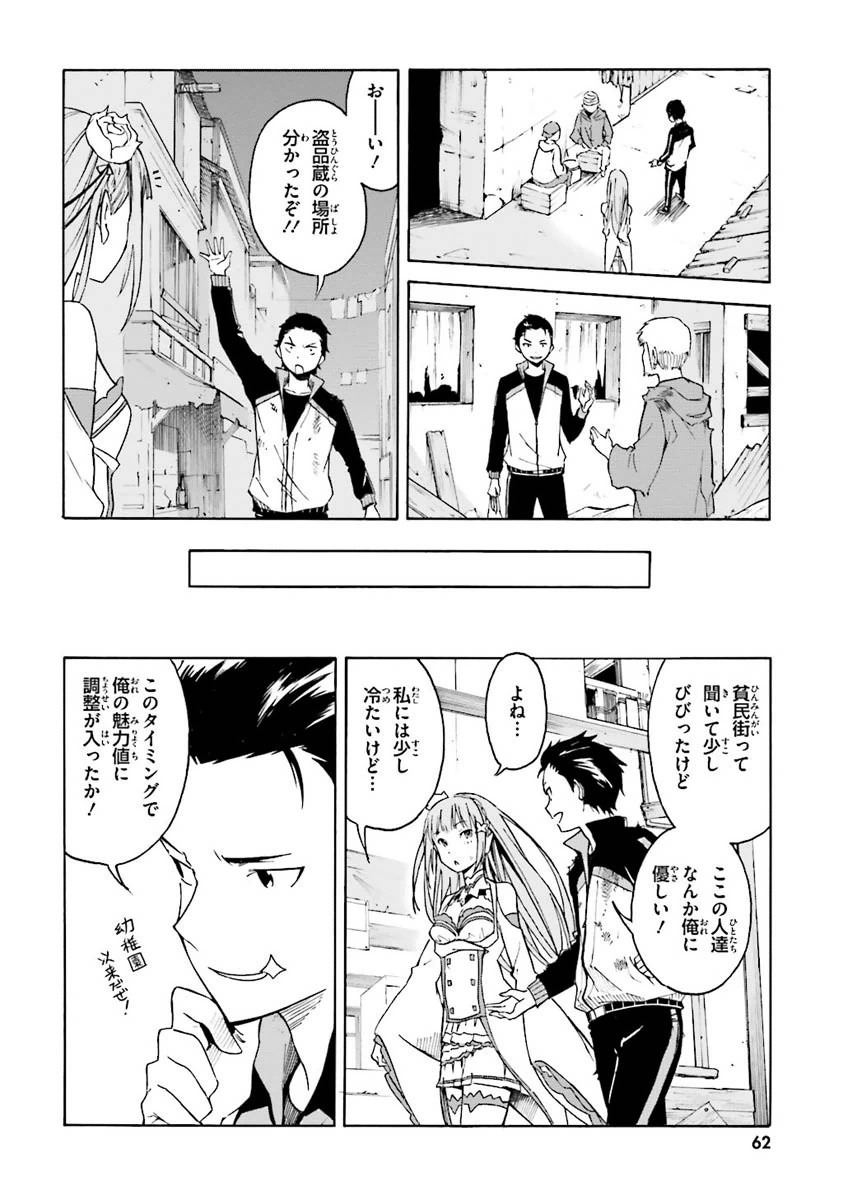 おーい！
盗品蔵の場所
分かったぞ!!
貧民街って
聞いて少し
びびったけど
ここの人達
なんか俺に
優しい！
よね…
私には少し
冷たいけど…
このタイミングで
俺の魅力値に
調整が入ったか！
幼稚園
以来だぜ！
62